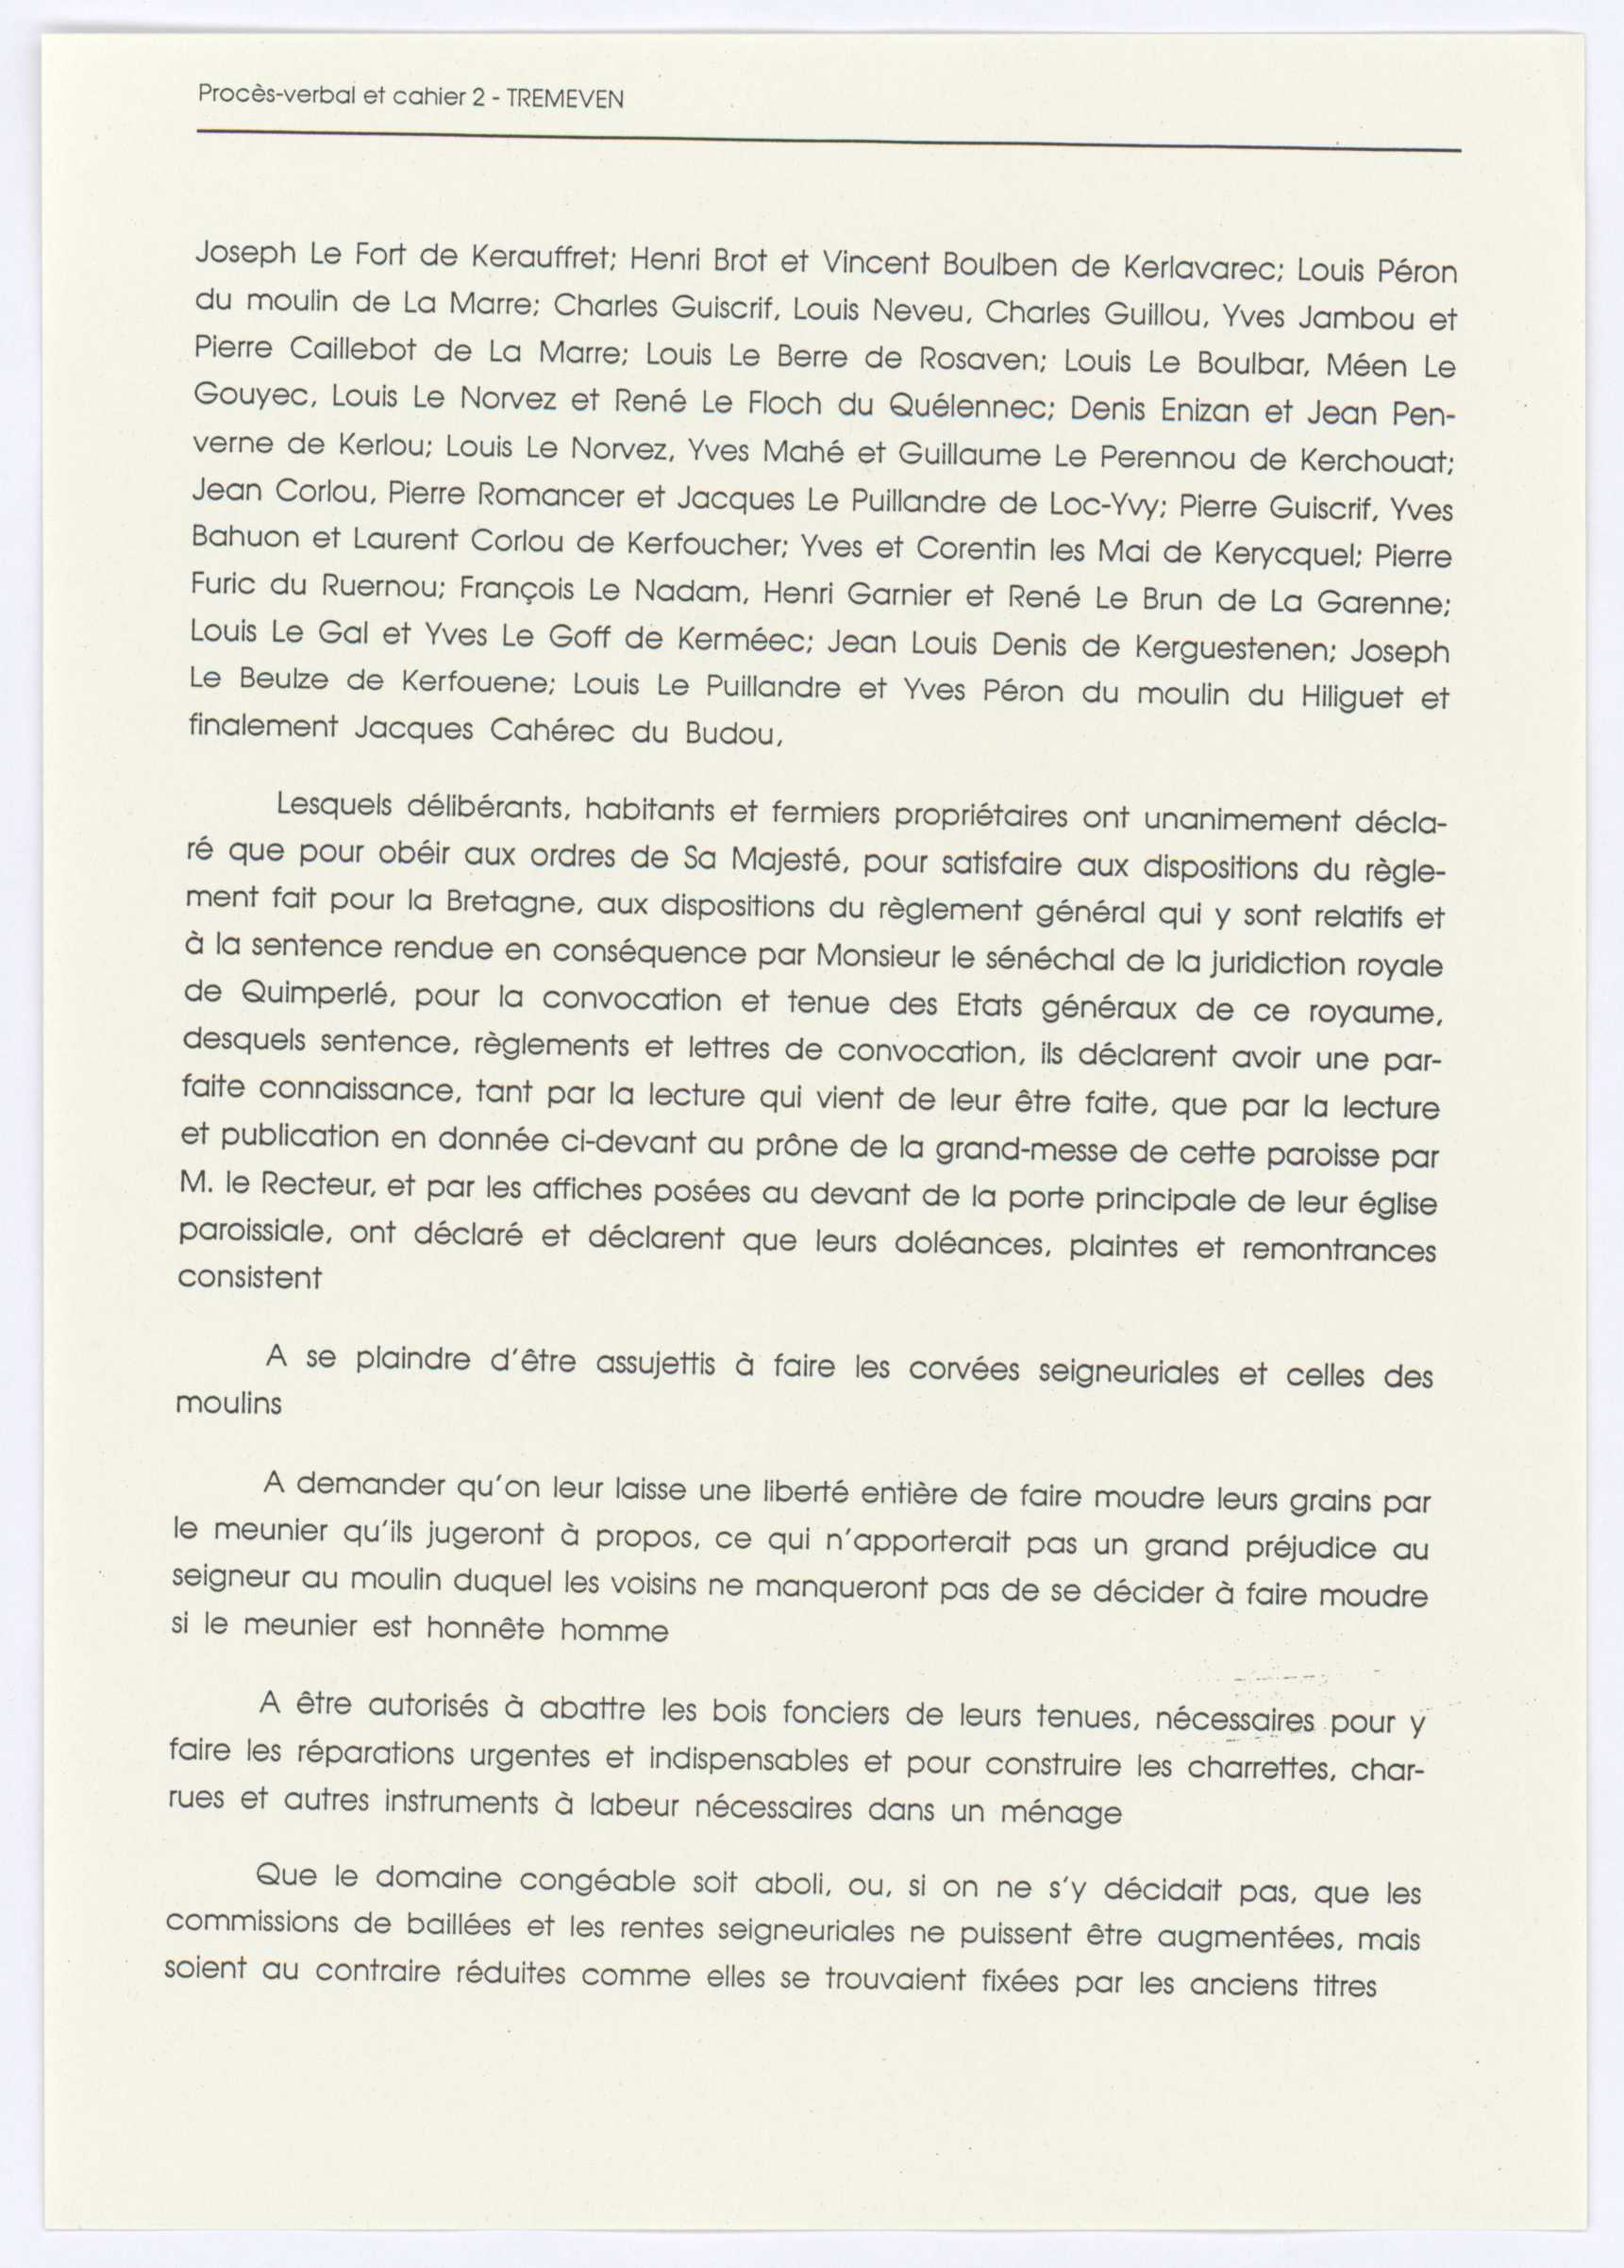 Procès-verbal et cahier 2 - TREMEVEN
Joseph Le Fort de Kerauffret; Henri Brot et Vincent Boulben de Kerlavarec; Louis Péron
du moulin de La Marre; Charles Guiscrif, Louis Neveu, Charles Guillou, Yves Jambou et
Pierre Caillebot de La Marre; Louis Le Berre de Rosaven; Louis Le Boulbar, Méen Le
Gouyec, Louis Le Norvez et René Le Floch du Quélennec; Denis Enizan et Jean Pen-
verne de Kerlou; Louis Le Norvez, Yves Mahé et Guillaume Le Perennou de Kerchouat;
Jean Corlou, Pierre Romancer et Jacques Le Puillandre de Loc-Yvy; Pierre Guiscrif, Yves
Bahuon et Laurent Corlou de Kerfoucher; Yves et Corentin les Mai de Kerycquel; Pierre
Furic du Ruernou; François Le Nadam, Henri Garnier et René Le Brun de La Garenne;
Louis Le Gal et Yves Le Goff de Kerméec; Jean Louis Denis de Kerguestenen; Joseph
Le Beulze de Kerfouene; Louis Le Puillandre et Yves Péron du moulin du Hiliguet et
finalement Jacques Cahérec du Budou,
Lesquels délibérants, habitants et fermiers propriétaires ont unanimement décla-
ré que pour obéir aux ordres de Sa Majesté, pour satisfaire aux dispositions du règle-
ment fait pour la Bretagne, aux dispositions du règlement général qui y sont relatifs et
à la sentence rendue en conséquence par Monsieur le sénéchal de la juridiction royale
de Quimperlé, pour la convocation et tenue des Etats généraux de ce royaume,
desquels sentence, règlements et lettres de convocation, ils déclarent avoir une par-
faite connaissance, tant par la lecture qui vient de leur être faite, que par la lecture
et publication en donnée ci-devant au prône de la grand-messe de cette paroisse par
M. le Recteur, et par les affiches posées au devant de la porte principale de leur église
paroissiale, ont déclaré et déclarent que leurs doléances, plaintes et remontrances
consistent
A se plaindre d'être assujettis à faire les corvées seigneuriales et celles des
moulins
A demander qu'on leur laisse une liberté entière de faire moudre leurs grains par
le meunier qu'ils jugeront à propos, ce qui n'apporterait pas un grand préjudice au
seigneur au moulin duquel les voisins ne manqueront pas de se décider à faire moudre
si le meunier est honnête homme
A être autorisés à abattre les bois fonciers de leurs tenues, nécessaires pour y
faire les réparations urgentes et indispensables et pour construire les charrettes, char-
rues et autres instruments à labeur nécessaires dans un ménage
Que le domaine congéable soit aboli, ou, si on ne s'y décidait pas, que les
commissions de baillées et les rentes seigneuriales ne puissent être augmentées, mais
soient au contraire réduites comme elles se trouvaient fixées par les anciens titres